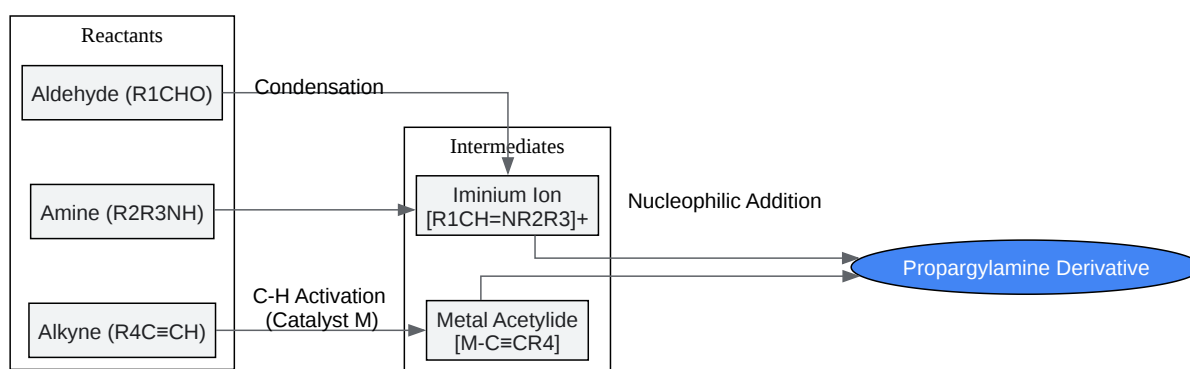 Reactants
Aldehyde (R1CHO)
Condensation
Intermediates
Amine (R2R3NH)
Iminium Ion
[R1CH=NR2R3]+
Nucleophilic Addition
Propargylamine Derivative
C-H Activation
(Catalyst M)
Alkyne (R4C≡CH)
Metal Acetylide
[M-C≡CR4]